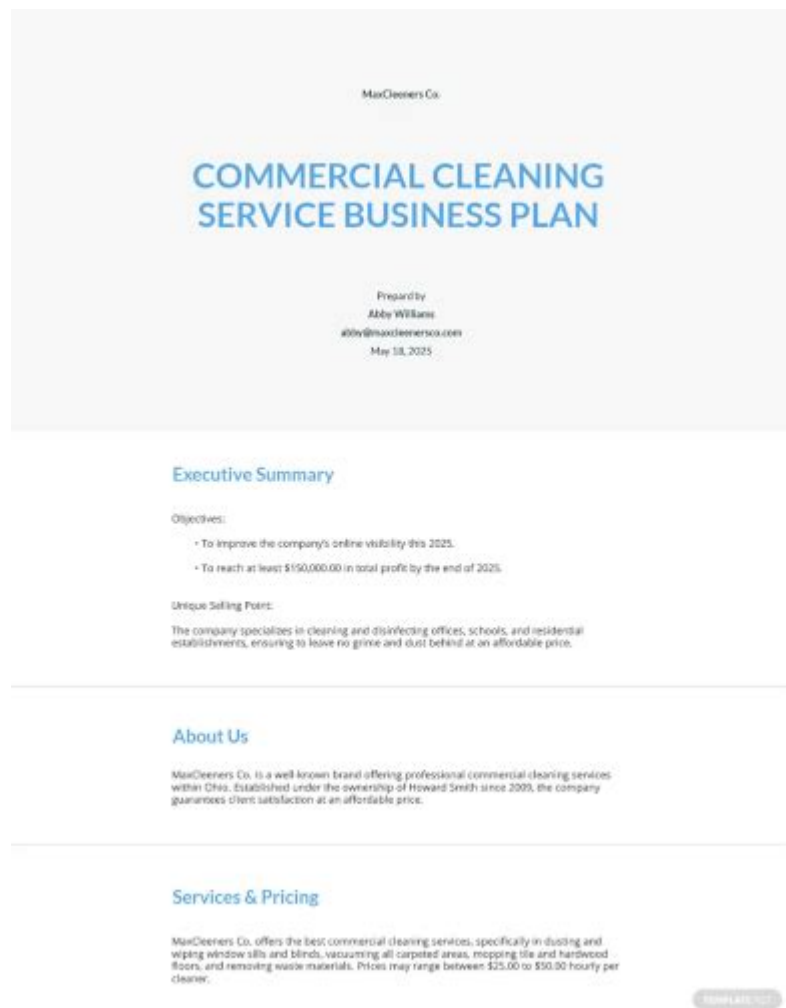 MaxCleeners Co.
COMMERCIAL CLEANING
SERVICE BUSINESS PLAN
Prepard by
Abby Williams
abby@maxcleenersco.com
May 18, 2025
Executive Summary
Objectives:
• To improve the company's online visibility this 2025.
• To reach at least $150,000.00 in total profit by the end of 2025.
Unique Selling Point:
The company specializes in cleaning and disinfecting offices, schools, and residential
establishments, ensuring to leave no grime and dust behind at an affordable price.
About Us
MaxCleeners Co. is a well-known brand offering professional commercial cleaning services
within Ohio. Established under the ownership of Howard Smith since 2009, the company
guarantees client satisfaction at an affordable price.
Services & Pricing
MaxCleeners Co. offers the best commercial cleaning services, specifically in dusting and
wiping window sills and blinds, vacuuming all carpeted areas, mopping tile and hardwood
floors, and removing waste materials. Prices may range between $25.00 to $50.00 hourly per
cleaner.
TEMPLATE.NET